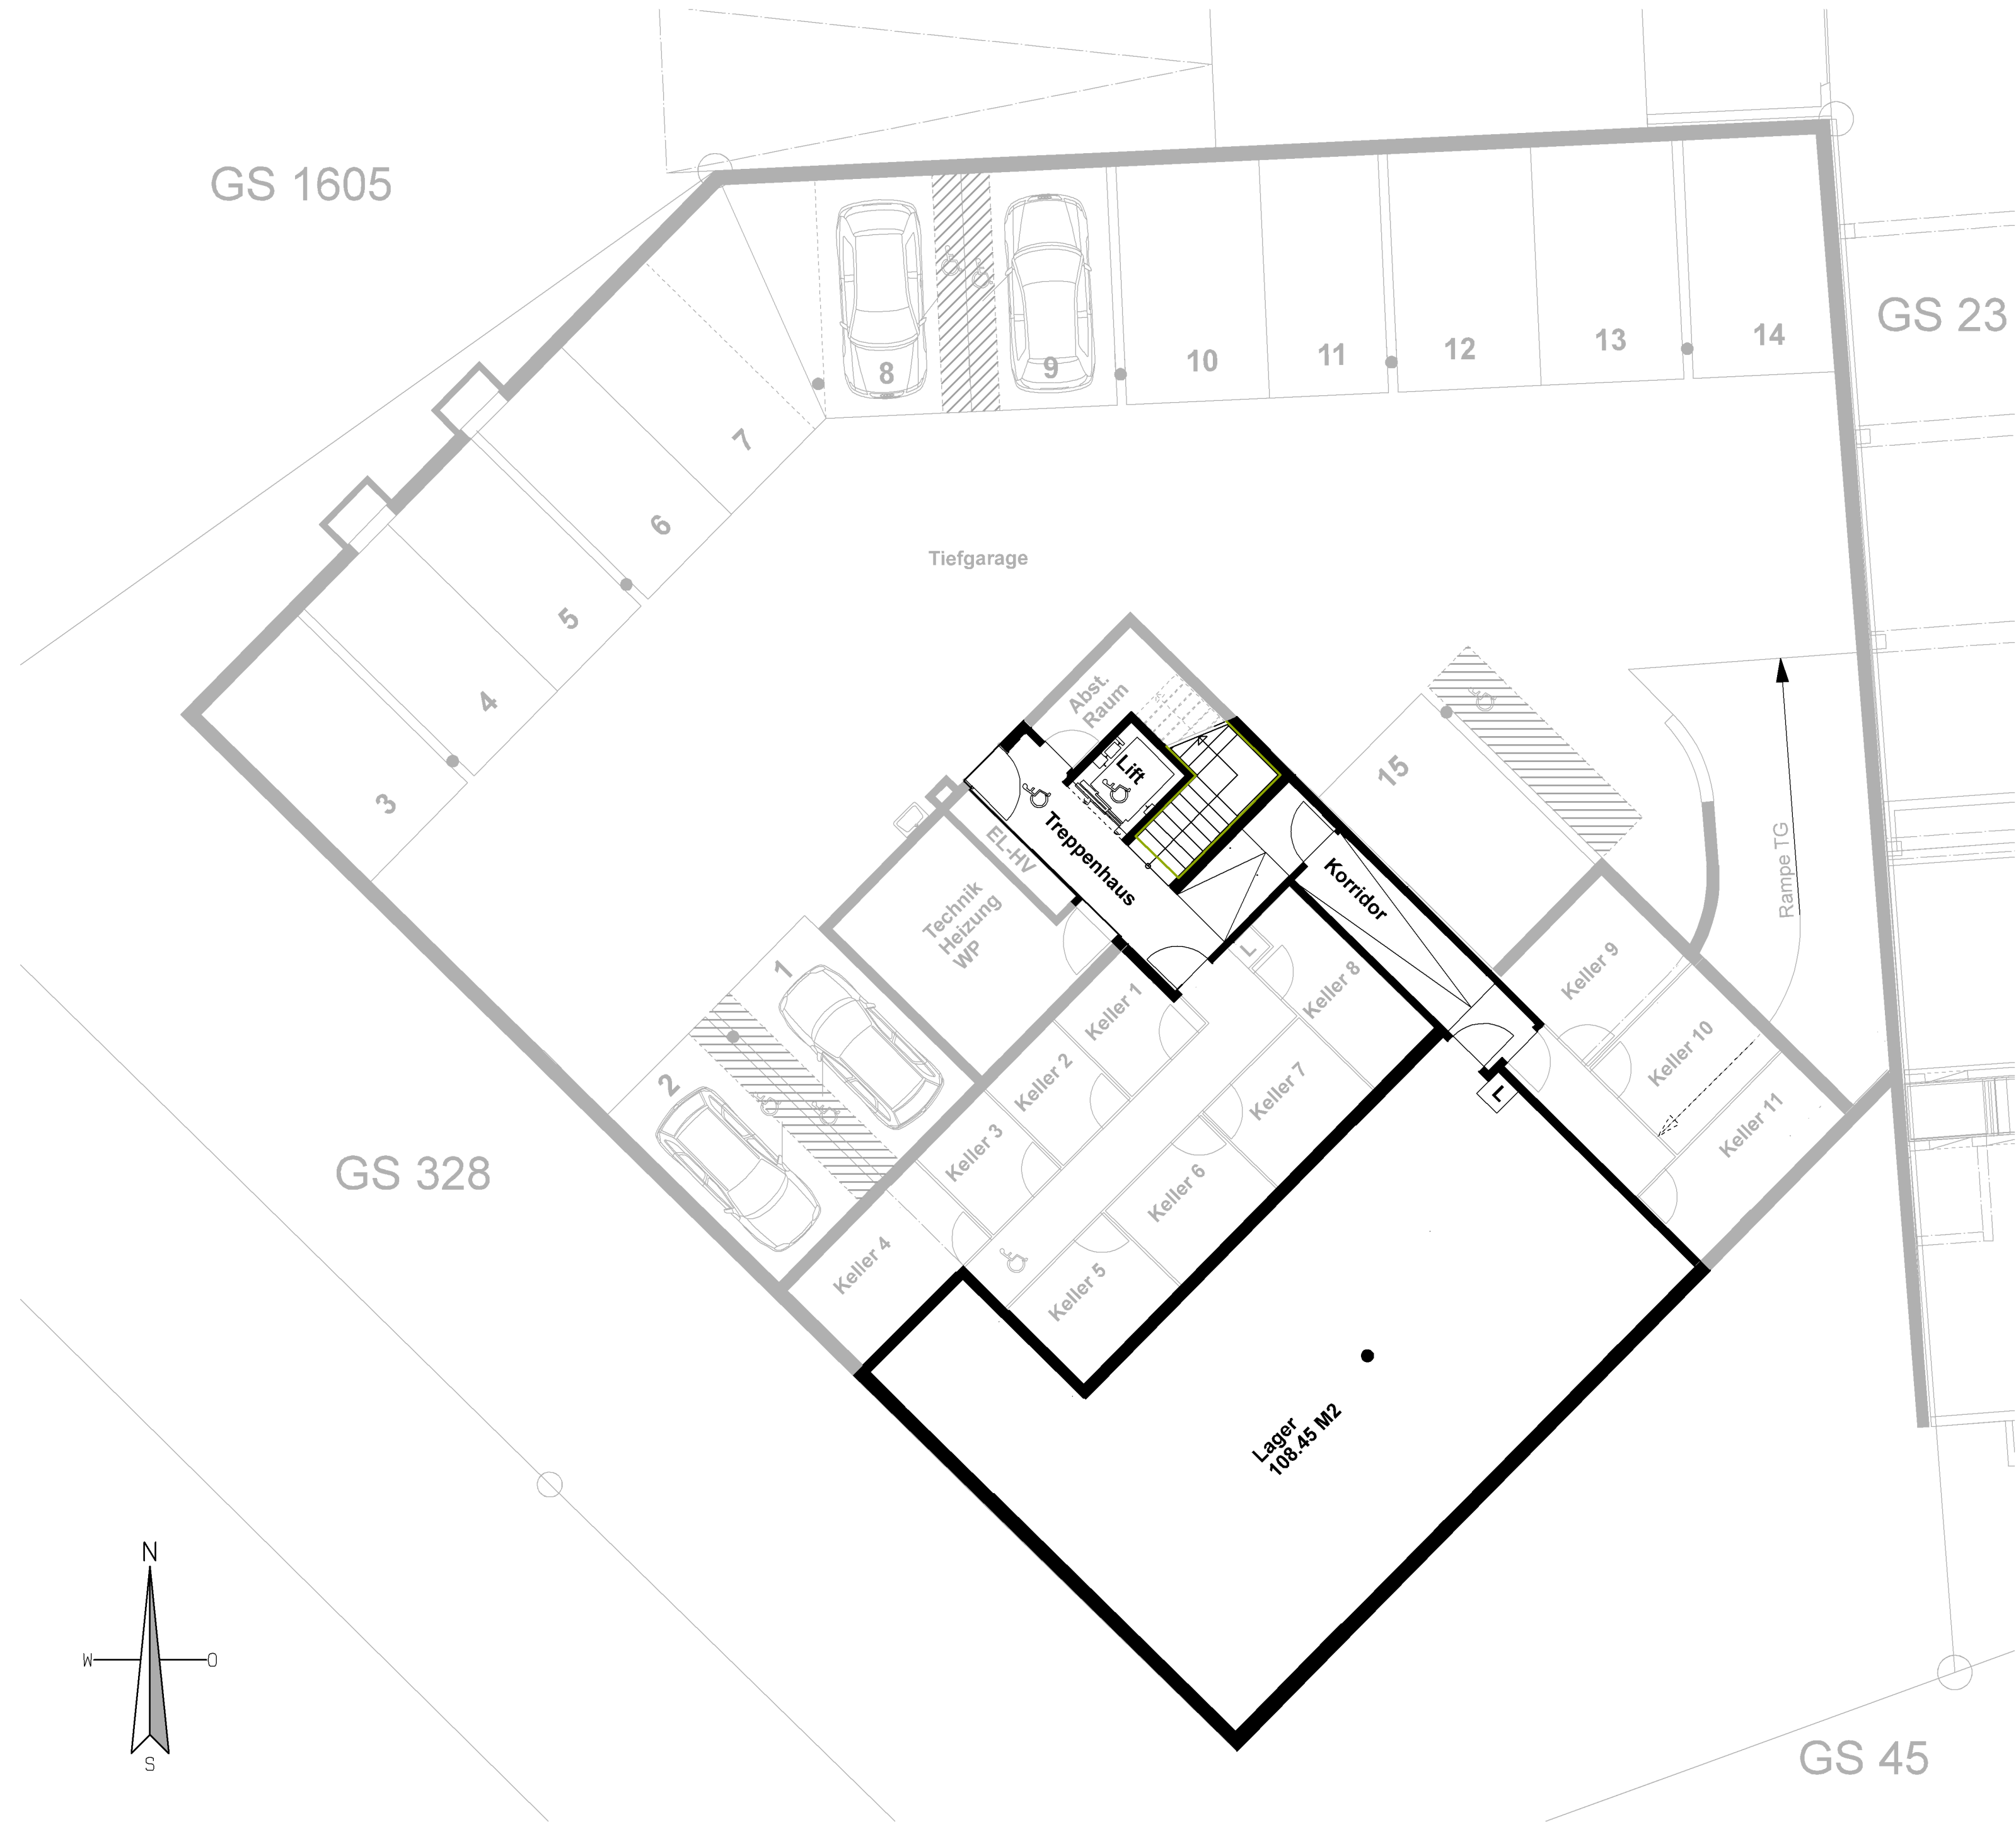 GS 1605
GS 23
8
9
10
11
12
13
14
7
6
5
4
3
Tiefgarage
Abst.
Raum
Lift
15
Treppenhaus
EL-HV
Korridor
Rampe TG
Technik
Heizung
WP
1
2
L
Keller 8
Keller 9
Keller 1
Keller 2
Keller 3
Keller 7
Keller 10
Keller 11
L
Keller 6
Keller 4
Keller 5
GS 328
Lager
108.45 M2
N
W
O
S
GS 45